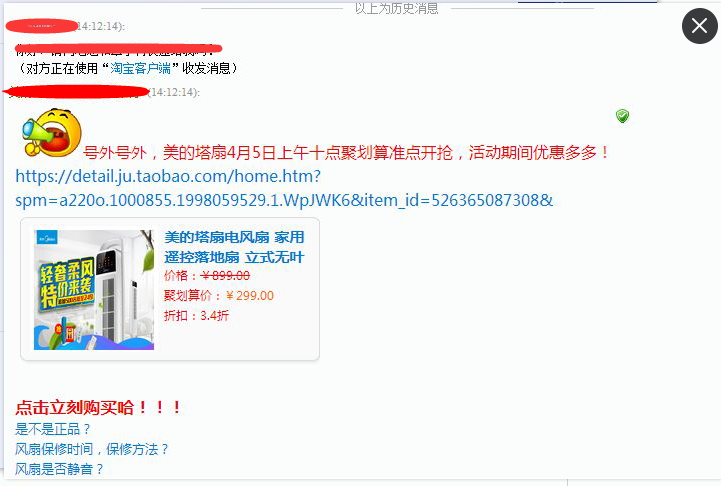 以上为历史消息
(14:12:14):
（对方正在使用“淘宝客户端”收发消息）
(14:12:14):
号外号外，美的塔扇4月5日上午十点聚划算准点开抢，活动期间优惠多多！
https://detail.ju.taobao.com/home.htm?
spm=a220o.1000855.1998059529.1.WpJWK6&item_id=526365087308&
轻奢柔风
特价来袭
美的塔扇电风扇 家用
遥控落地扇 立式无叶
价格：￥899.00
聚划算价：￥299.00
折扣：3.4折
点击立刻购买哈！！！
是不是正品？
风扇保修时间，保修方法？
风扇是否静音？